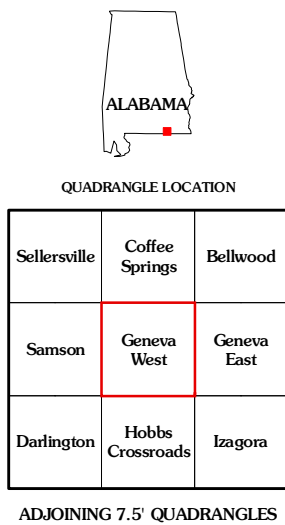 ALABAMA
QUADRANGLE LOCATION
Sellersville
Coffee
Springs
Bellwood
Samson
Geneva
West
Geneva
East
Darlington
Hobbs
Crossroads
Izagora
ADJOINING 7.5' QUADRANGLES